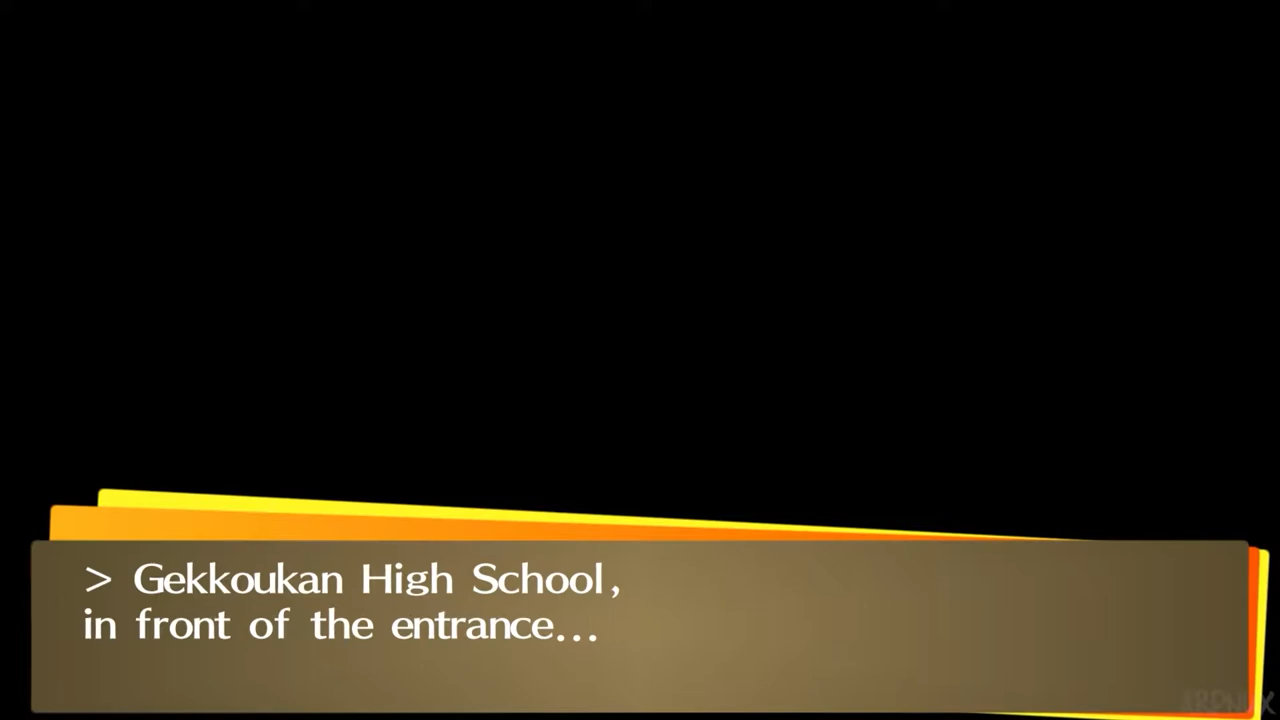 > Gekkoukan High School,
in front of the entrance...